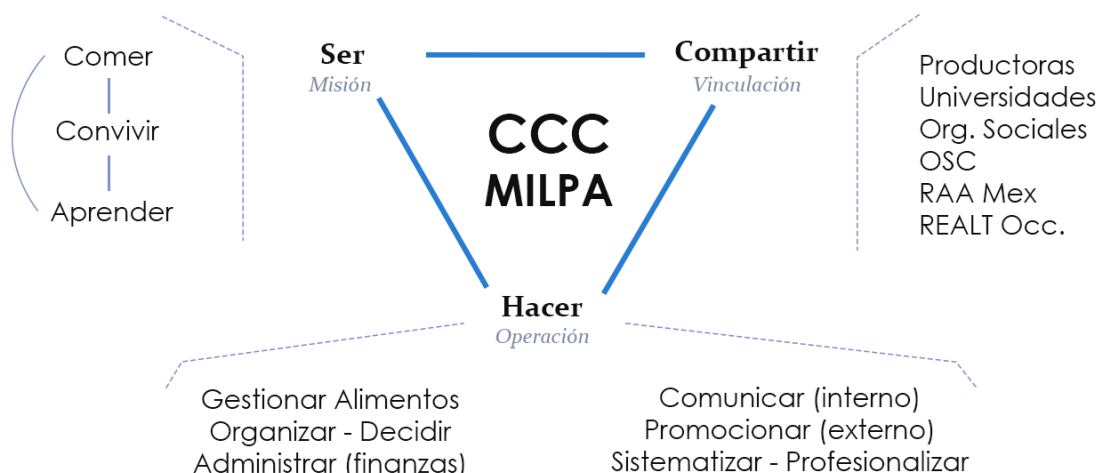 Comer
Convivir
Aprender
Ser
Misión
Compartir
Vinculación
CCC
MILPA
Productoras
Universidades
Org. Sociales
OSC
RAA Mex
REALT Occ.
Hacer
Operación
Gestionar Alimentos
Organizar - Decidir
Administrar (finanzas)
Comunicar (interno)
Promocionar (externo)
Sistematizar - Profesionalizar